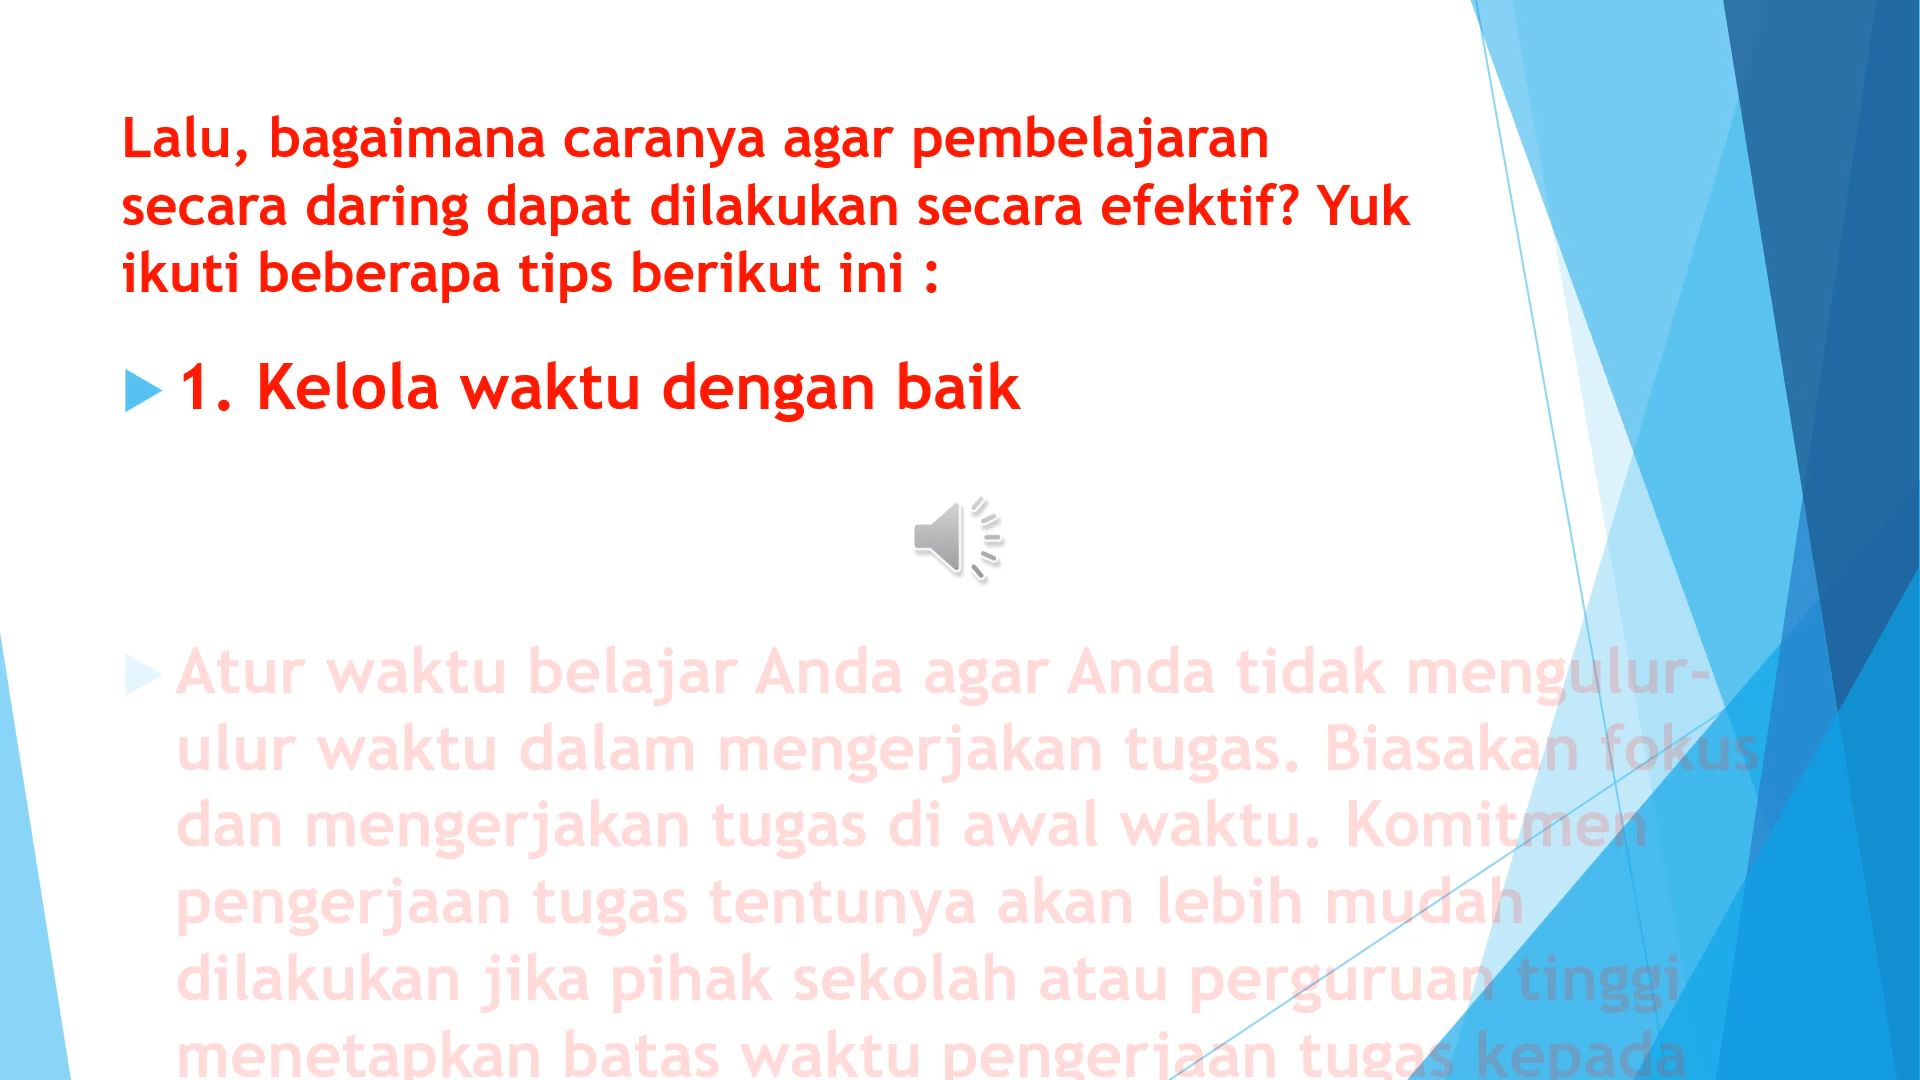 Lalu, bagaimana caranya agar pembelajaran
secara daring dapat dilakukan secara efektif? Yuk
ikuti beberapa tips berikut ini :
1. Kelola waktu dengan baik
Atur waktu belajar Anda agar Anda tidak mengulur-
ulur waktu dalam mengerjakan tugas. Biasakan fokus
dan mengerjakan tugas di awal waktu. Komitmen
pengerjaan tugas tentunya akan lebih mudah
dilakukan jika pihak sekolah atau perguruan tinggi
menetapkan batas waktu pengerjaan tugas kepada